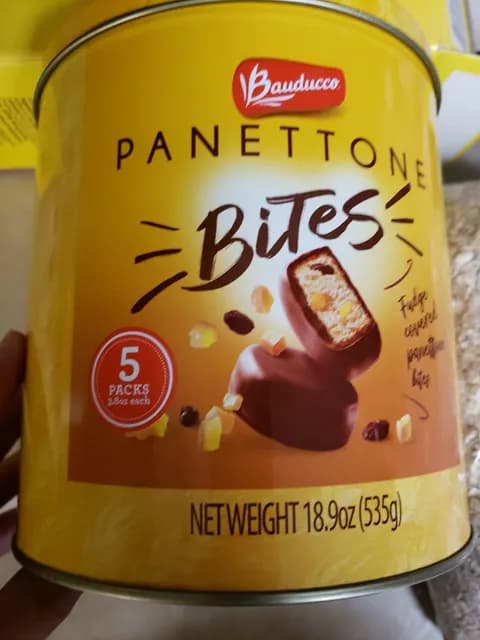 Bauducco
PANETTONE
Bites
Fudge
covered
panettone
bites
5
PACKS
3.8oz each
NET WEIGHT 18.9oz (535g)